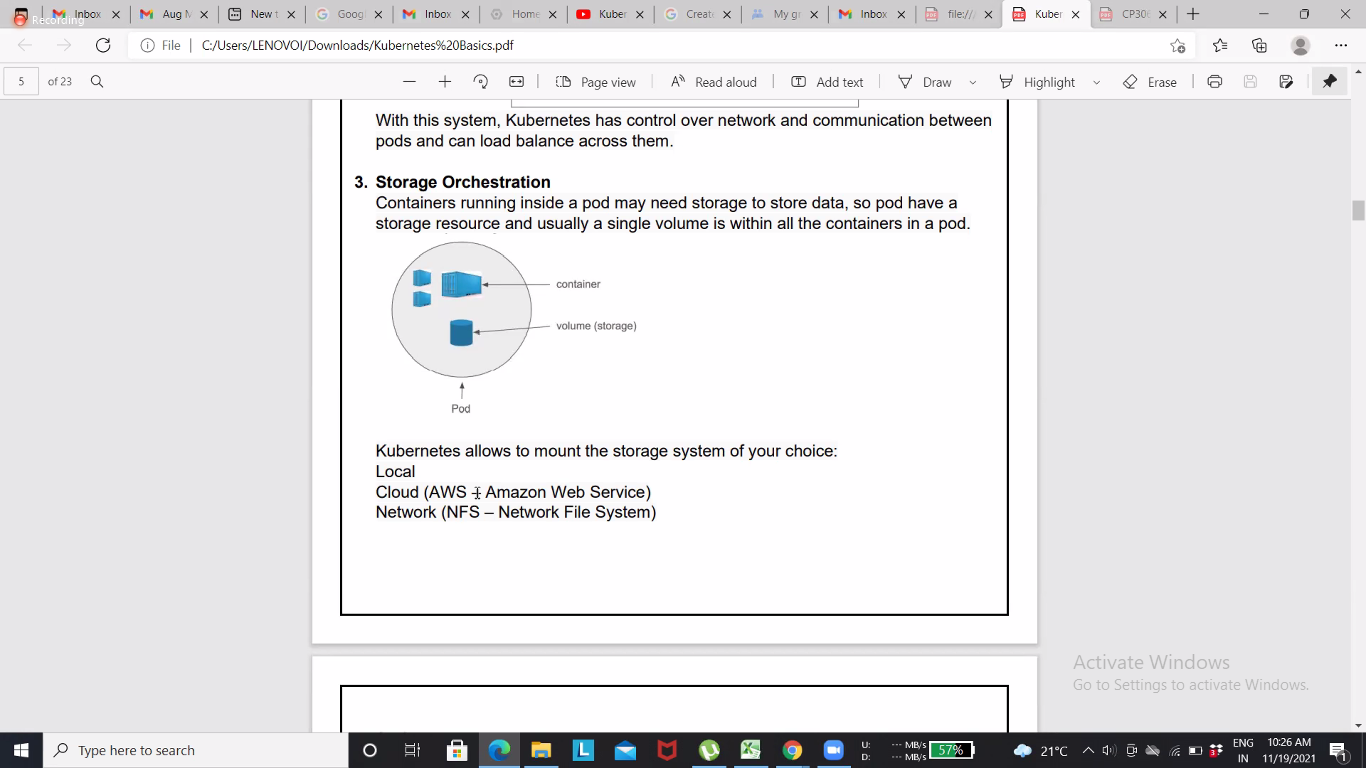 Recording
Inbox
Aug M
New t
Googl
Inbox
Home
Kuber
Create
My g
Inbox
file:///
Kuber
CP306
File | C:/Users/LENOVOI/Downloads/Kubernetes%20Basics.pdf
5 of 23
Page view
Read aloud
Add text
Draw
Highlight
Erase
With this system, Kubernetes has control over network and communication between
pods and can load balance across them.
3. Storage Orchestration
Containers running inside a pod may need storage to store data, so pod have a
storage resource and usually a single volume is within all the containers in a pod.
container
volume (storage)
Pod
Kubernetes allows to mount the storage system of your choice:
Local
Cloud (AWS – Amazon Web Service)
Network (NFS – Network File System)
Activate Windows
Go to Settings to activate Windows.
Type here to search
U: --- MB/s
D: --- MB/s
57%
21°C
ENG
IN
10:26 AM
11/19/2021